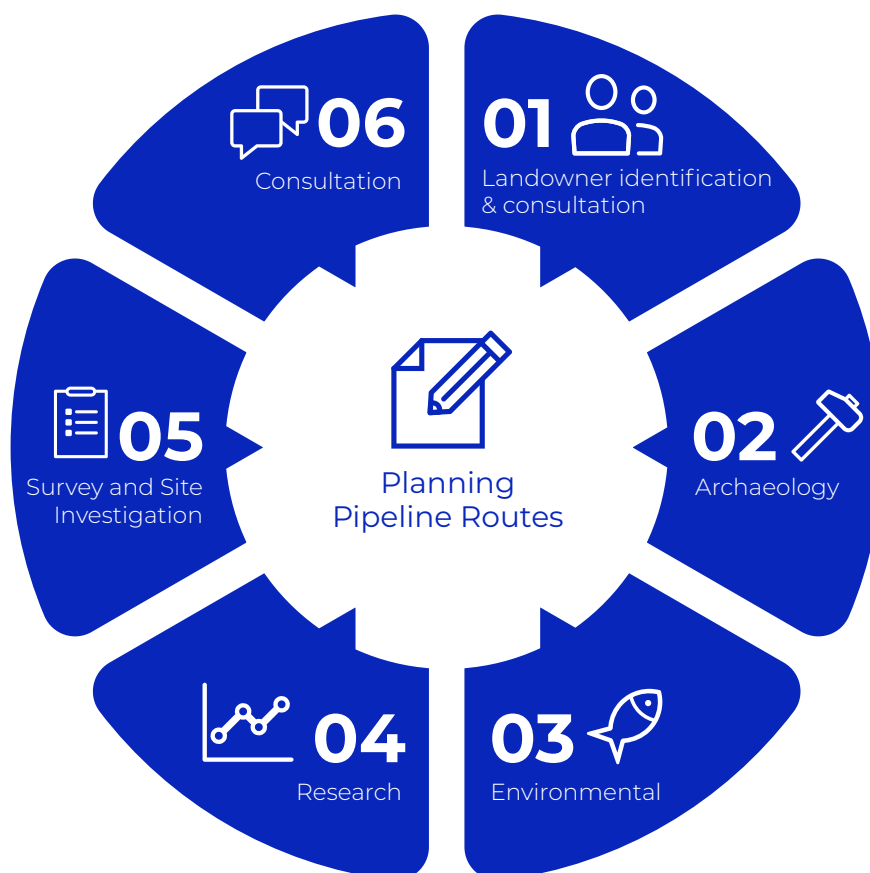 01
Landowner identification
& consultation
02
Archaeology
03
Environmental
04
Research
05
Survey and Site
Investigation
06
Consultation
Planning
Pipeline Routes